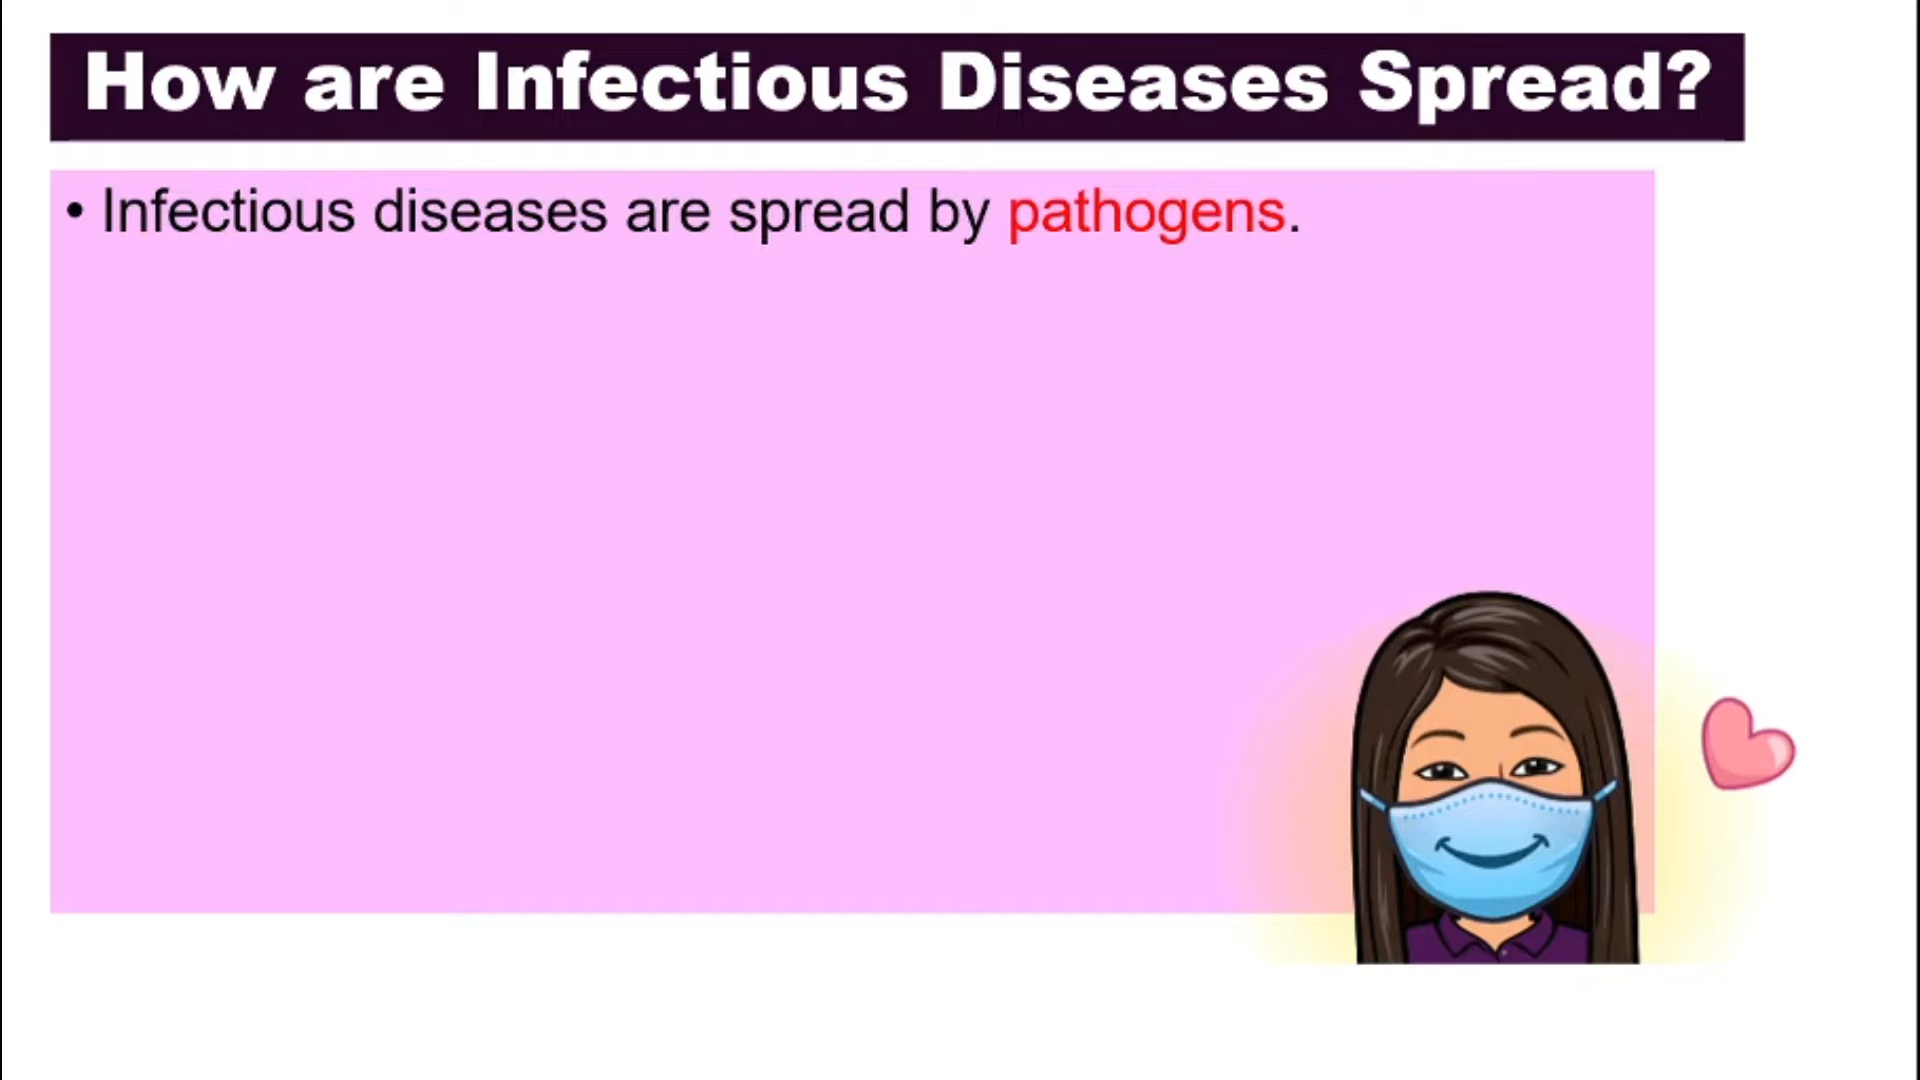 How are Infectious Diseases Spread?
• Infectious diseases are spread by pathogens.